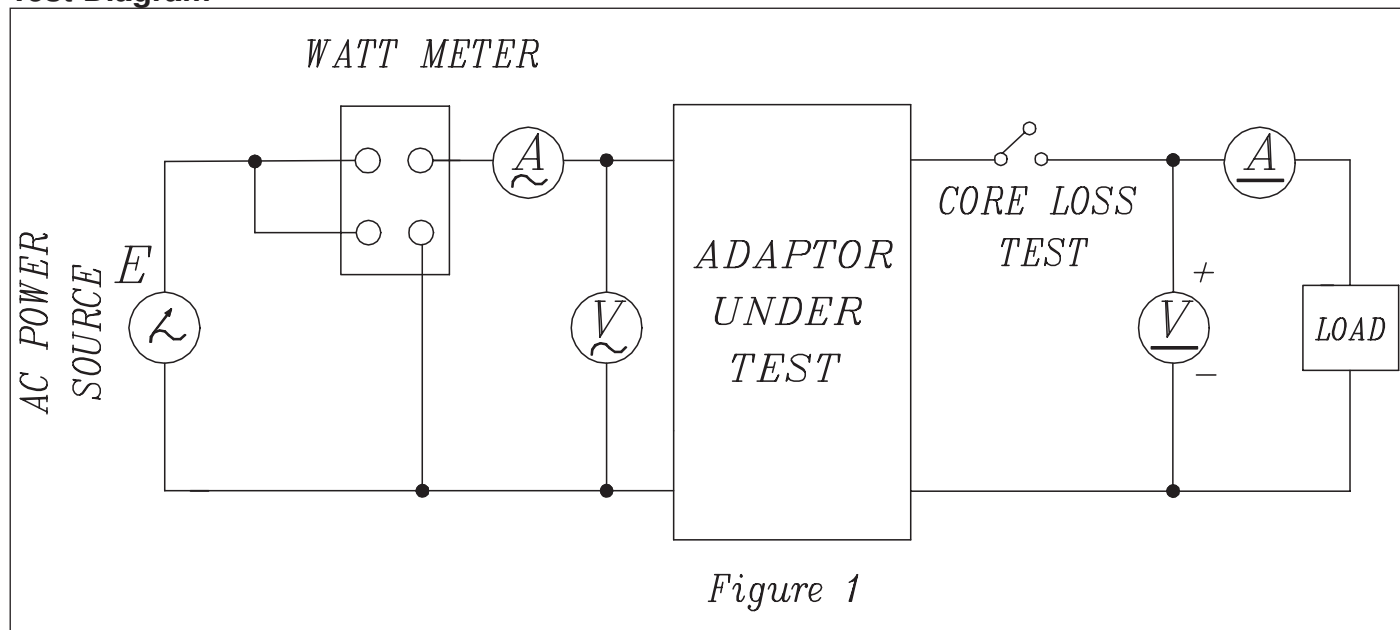 Test Diagram
WATT METER
A
A
CORE LOSS
TEST
ADAPTOR
UNDER
TEST
AC POWER
SOURCE
E
V
+
V
−
LOAD
Figure 1